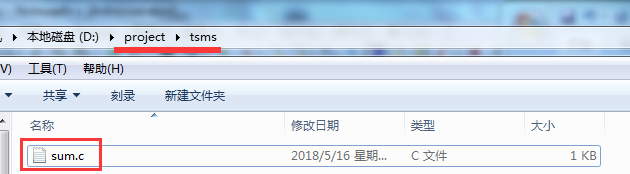 本地磁盘 (D:) ▸ project ▸ tsms
V) 工具(T) 帮助(H)
共享 刻录 新建文件夹
名称 修改日期 类型 大小
sum.c 2018/5/16 星期... C 文件 1 KB